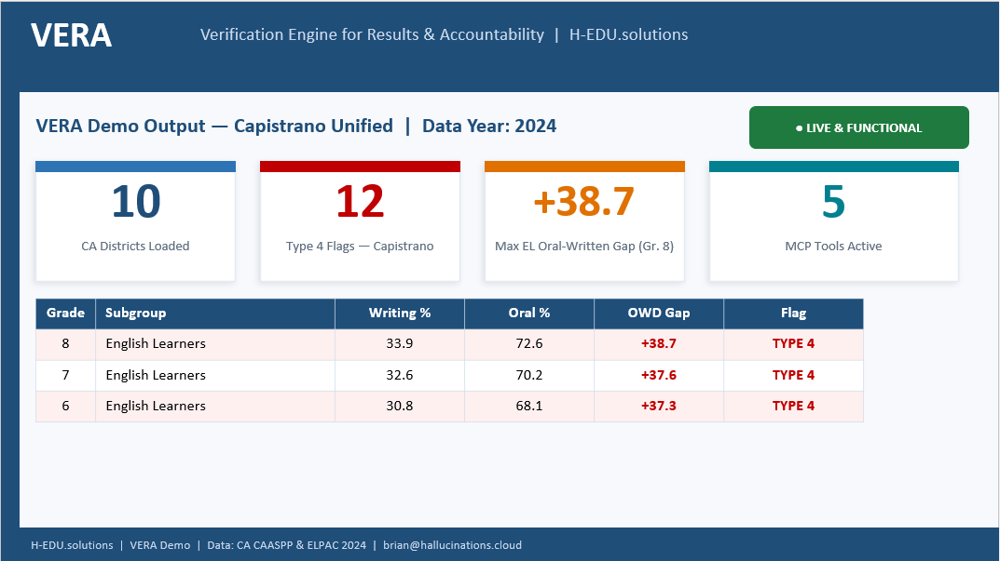 VERA
Verification Engine for Results & Accountability | H-EDU.solutions
VERA Demo Output — Capistrano Unified | Data Year: 2024
● LIVE & FUNCTIONAL
10
CA Districts Loaded
12
Type 4 Flags — Capistrano
+38.7
Max EL Oral-Written Gap (Gr. 8)
5
MCP Tools Active
Grade Subgroup Writing % Oral % OWD Gap Flag
8 English Learners 33.9 72.6 +38.7 TYPE 4
7 English Learners 32.6 70.2 +37.6 TYPE 4
6 English Learners 30.8 68.1 +37.3 TYPE 4
H-EDU.solutions | VERA Demo | Data: CA CAASPP & ELPAC 2024 | brian@hallucinations.cloud